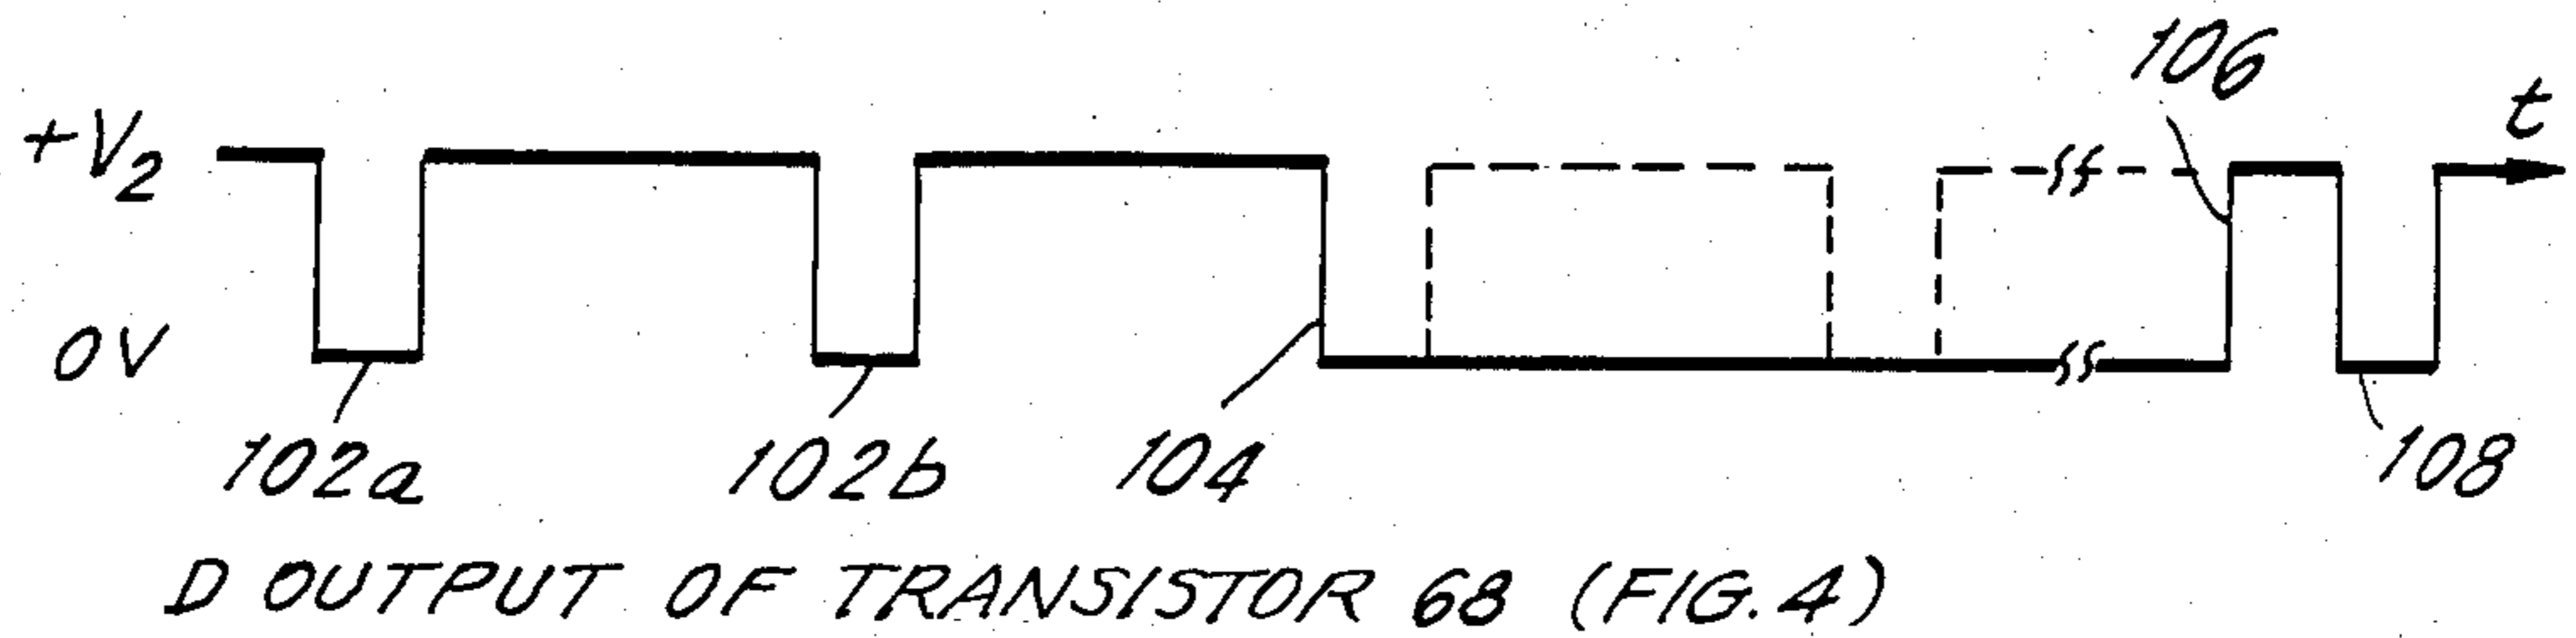 106
t
+V2
0V
102a
102b
104
108
D OUTPUT OF TRANSISTOR 68 (FIG. 4)